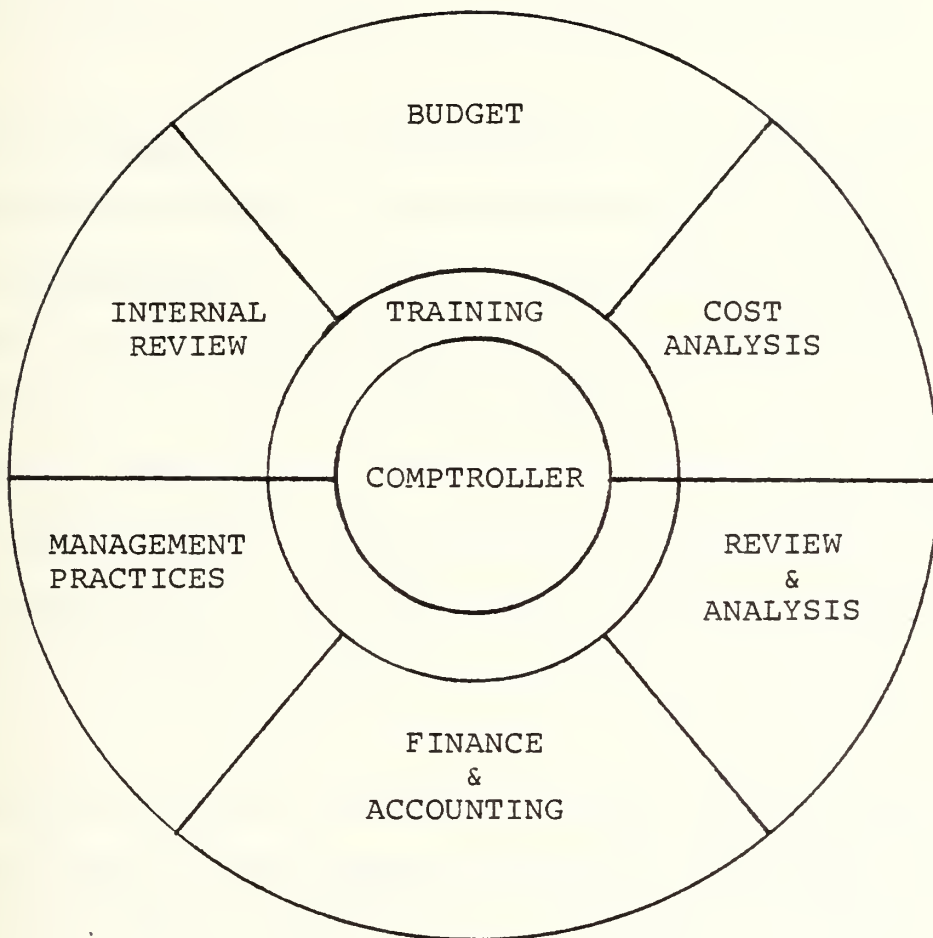 BUDGET
INTERNAL
REVIEW
TRAINING
COST
ANALYSIS
COMPTROLLER
MANAGEMENT
PRACTICES
REVIEW
&
ANALYSIS
FINANCE
&
ACCOUNTING